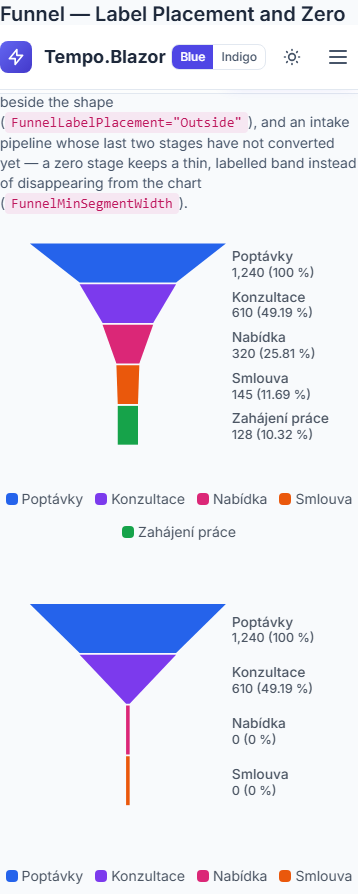 Funnel — Label Placement and Zero
Tempo.Blazor Blue Indigo
beside the shape
(FunnelLabelPlacement="Outside"), and an intake
pipeline whose last two stages have not converted
yet — a zero stage keeps a thin, labelled band instead
of disappearing from the chart
(FunnelMinSegmentWidth).
Poptávky
1,240 (100 %)
Konzultace
610 (49.19 %)
Nabídka
320 (25.81 %)
Smlouva
145 (11.69 %)
Zahájení práce
128 (10.32 %)
Poptávky Konzultace Nabídka Smlouva
Zahájení práce
Poptávky
1,240 (100 %)
Konzultace
610 (49.19 %)
Nabídka
0 (0 %)
Smlouva
0 (0 %)
Poptávky Konzultace Nabídka Smlouva